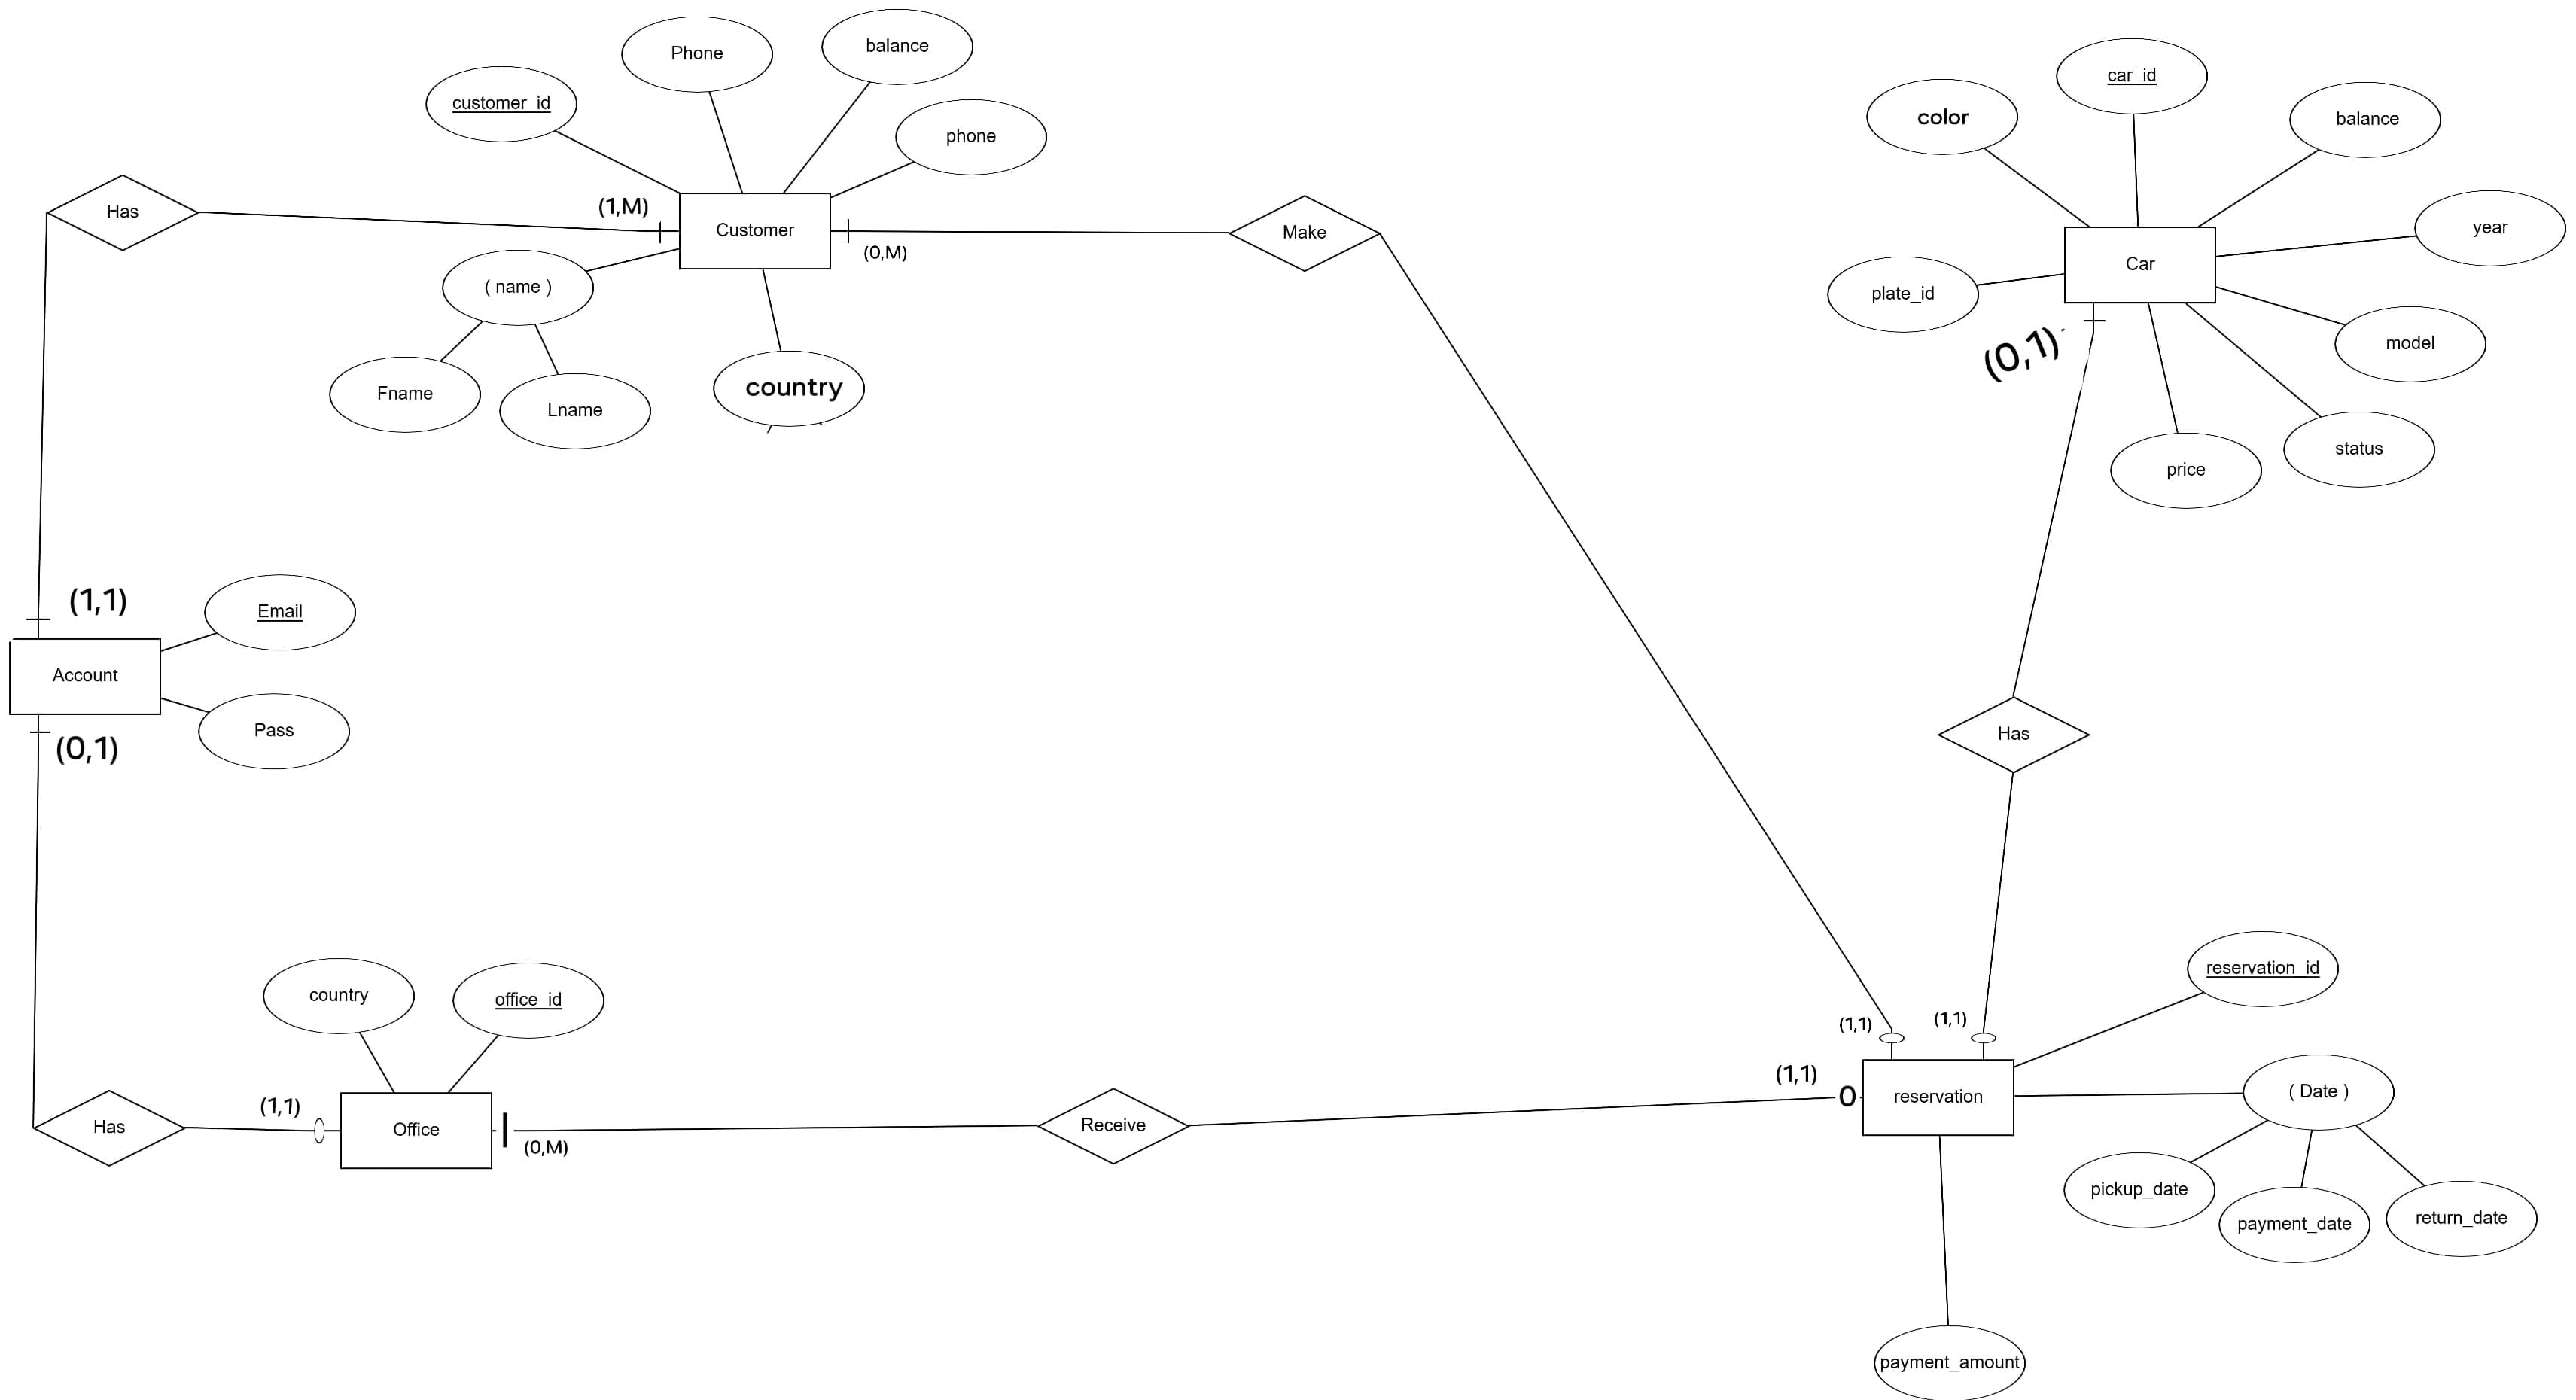 Phone
balance
customer_id
phone
Has
(1,M)
Customer
(0,M)
Make
( name )
Fname
Lname
country
car_id
color
balance
year
Car
plate_id
model
(0,1)
status
price
(1,1)
Email
Account
Pass
(0,1)
Has
country
office_id
(1,1)
Has
Office
(0,M)
Receive
(1,1)
(1,1)
(1,1)
0
reservation
reservation_id
( Date )
pickup_date
payment_date
return_date
payment_amount